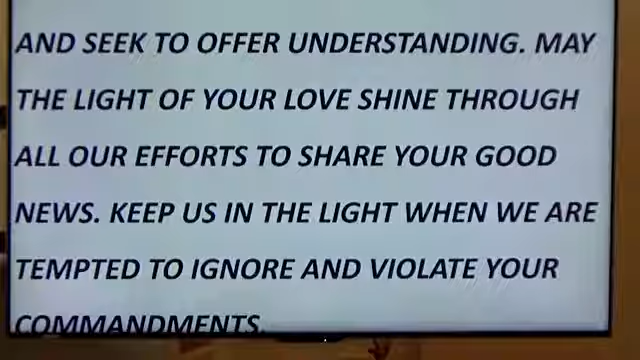 AND SEEK TO OFFER UNDERSTANDING. MAY
THE LIGHT OF YOUR LOVE SHINE THROUGH
ALL OUR EFFORTS TO SHARE YOUR GOOD
NEWS. KEEP US IN THE LIGHT WHEN WE ARE
TEMPTED TO IGNORE AND VIOLATE YOUR
COMMANDMENTS.